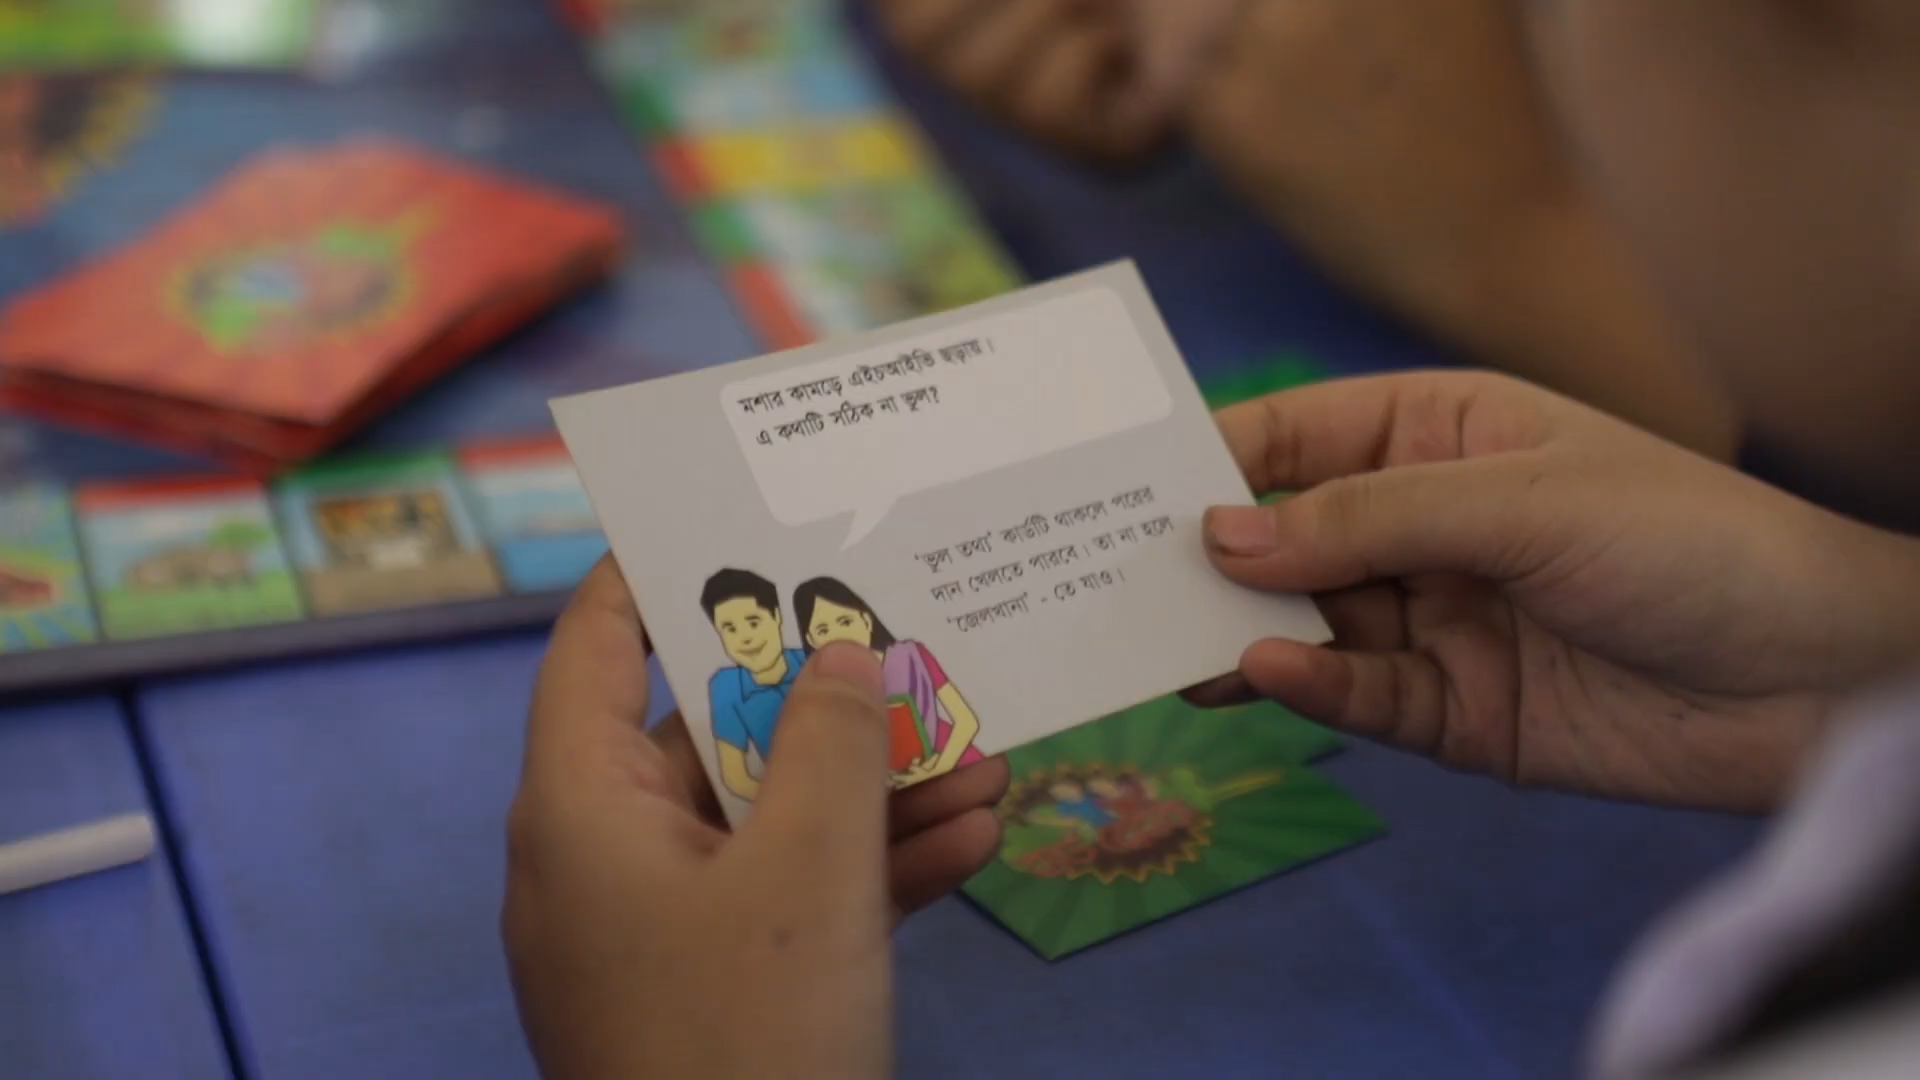 মশার কামড়ে এইচআইভি ছড়ায়।
এ কথাটি সঠিক না ভুল?
‘ভুল তথ্য’ কার্ডটি থাকলে পরের
দান খেলতে পারবে। তা না হলে
‘জেলখানা’ - তে যাও।